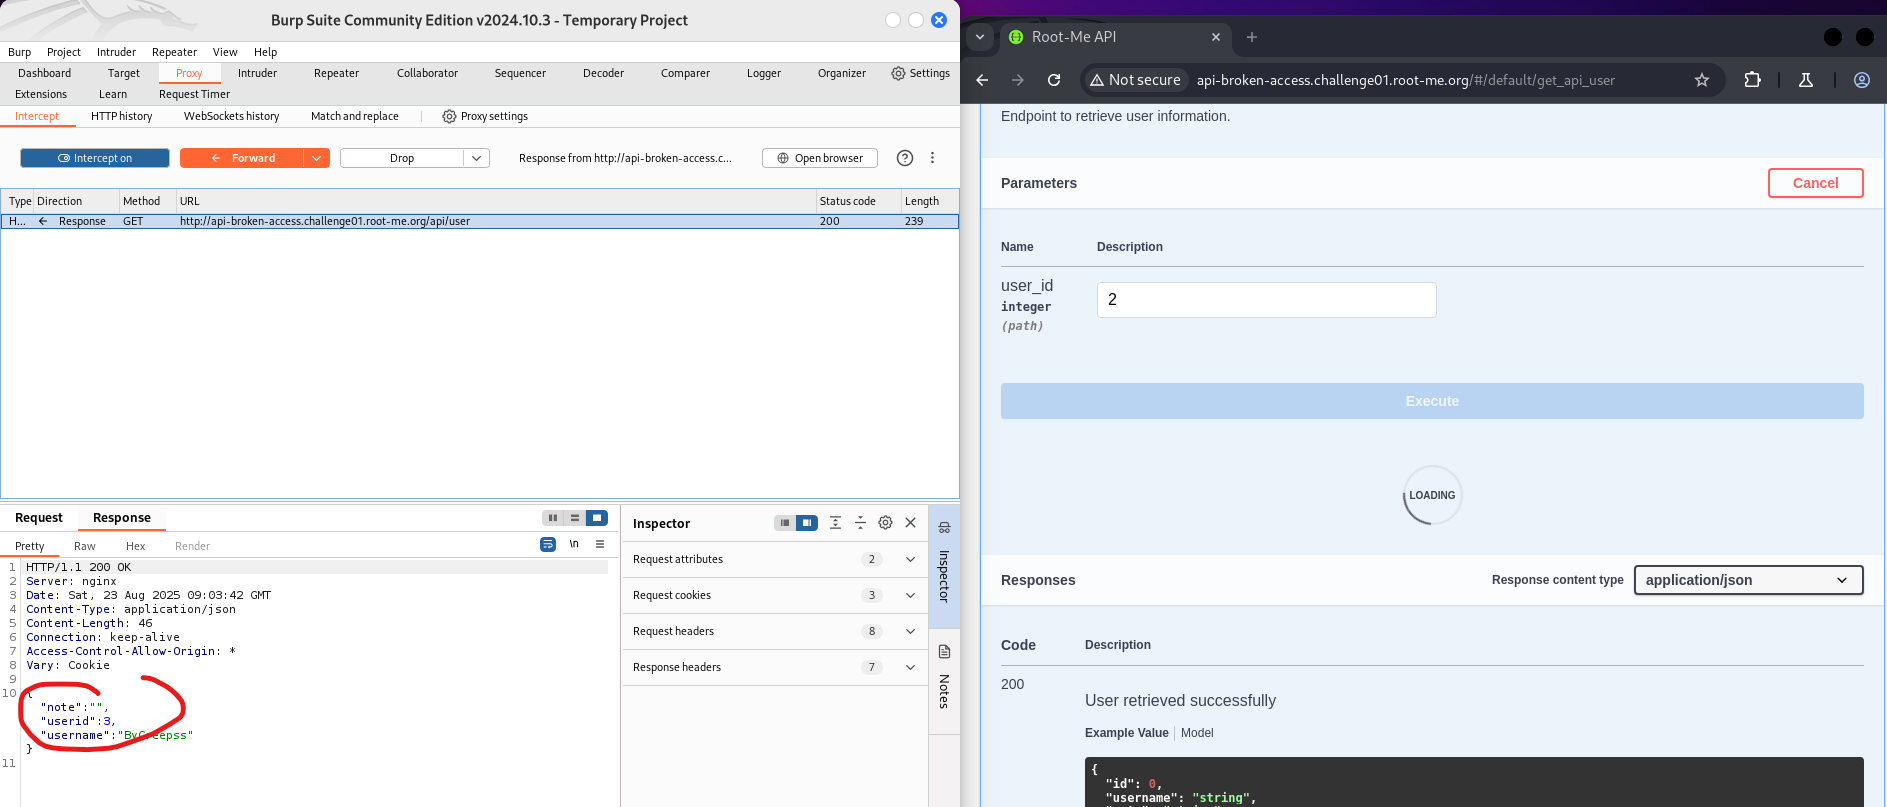 Burp Suite Community Edition v2024.10.3 - Temporary Project
Burp Project Intruder Repeater View Help
Dashboard Target Proxy Intruder Repeater Collaborator Sequencer Decoder Comparer Logger Organizer Settings
Extensions Learn Request Timer
Intercept HTTP history WebSockets history Match and replace Proxy settings
Intercept on Forward Drop Response from http://api-broken-access.c... Open browser
Type Direction Method URL Status code Length
H... Response GET http://api-broken-access.challenge01.root-me.org/api/user 200 239
Request Response
Pretty Raw Hex Render \n
1 HTTP/1.1 200 OK
2 Server: nginx
3 Date: Sat, 23 Aug 2025 09:03:42 GMT
4 Content-Type: application/json
5 Content-Length: 46
6 Connection: keep-alive
7 Access-Control-Allow-Origin: *
8 Vary: Cookie
9
10 {
"note":"",
"userid":3,
"username":"ByCreepss"
}
11
Inspector
Request attributes 2
Request cookies 3
Request headers 8
Response headers 7
Inspector
Notes
Root-Me API
Not secure api-broken-access.challenge01.root-me.org/#/default/get_api_user
Endpoint to retrieve user information.
Parameters Cancel
Name Description
user_id 2
integer
(path)
Execute
LOADING
Responses Response content type application/json
Code Description
200
User retrieved successfully
Example Value Model
{
"id": 0,
"username": "string",